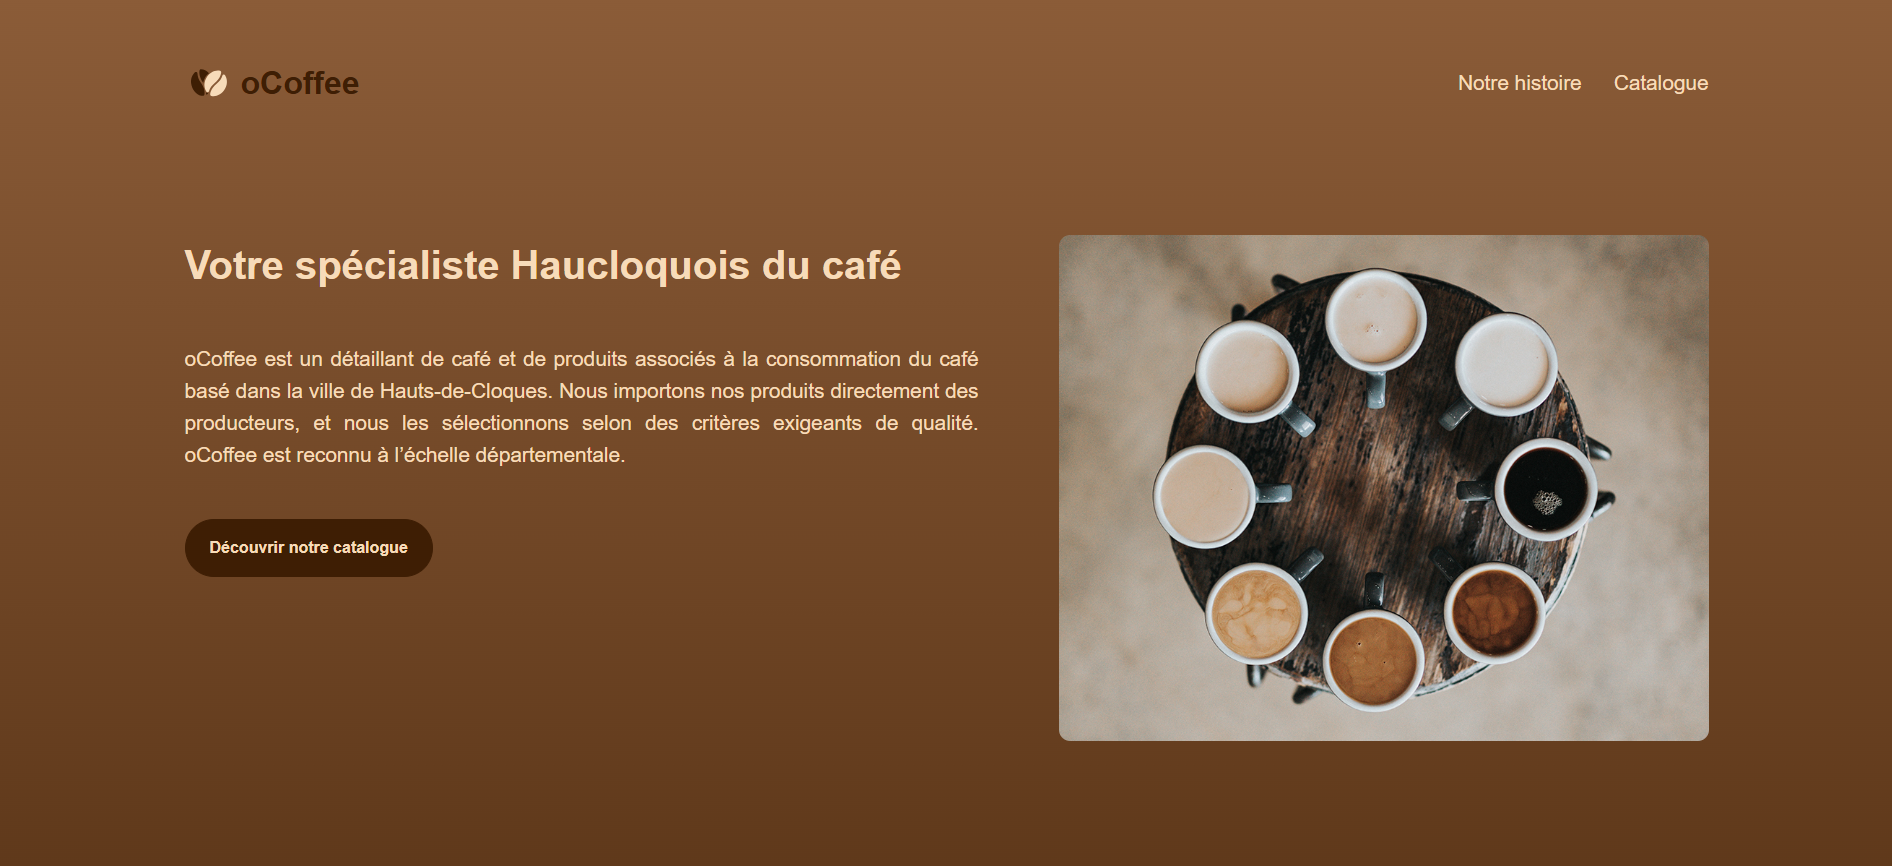 oCoffee
Notre histoire
Catalogue
Votre spécialiste Haucloquois du café
oCoffee est un détaillant de café et de produits associés à la consommation du café
basé dans la ville de Hauts-de-Cloques. Nous importons nos produits directement des
producteurs, et nous les sélectionnons selon des critères exigeants de qualité.
oCoffee est reconnu à l’échelle départementale.
Découvrir notre catalogue